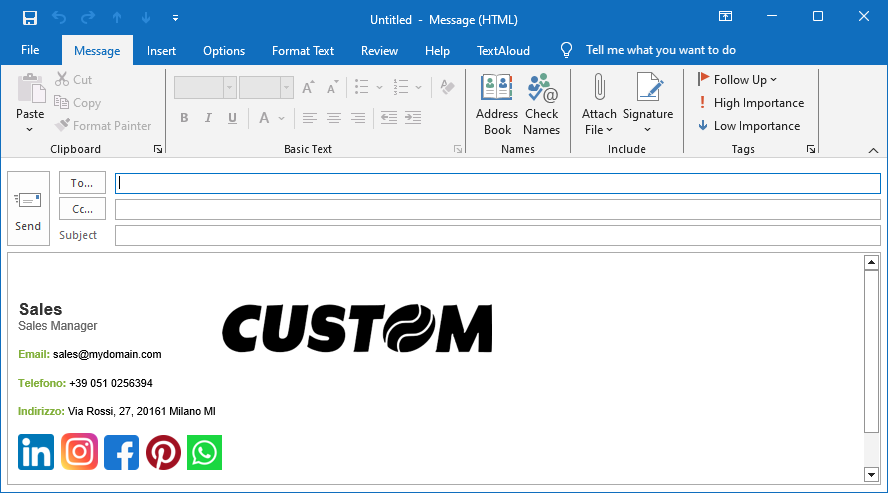 Untitled - Message (HTML)
File Message Insert Options Format Text Review Help TextAloud Tell me what you want to do
Paste
Cut
Copy
Format Painter
Clipboard
B I U A
Basic Text
Address Book
Check Names
Names
Attach File
Signature
Include
Follow Up
High Importance
Low Importance
Tags
Send
To...
Cc...
Subject
Sales
Sales Manager
CUSTOM
Email: sales@mydomain.com
Telefono: +39 051 0256394
Indirizzo: Via Rossi, 27, 20161 Milano MI